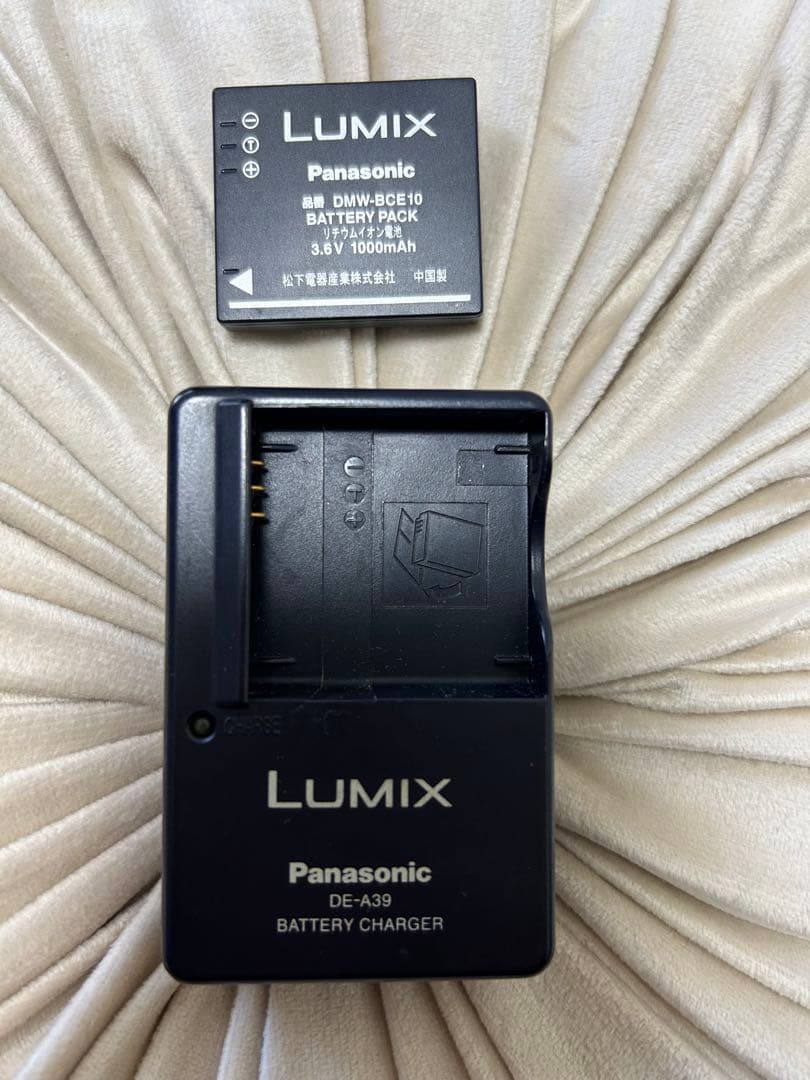 LUMIX
Panasonic
品番 DMW-BCE10
BATTERY PACK
リチウムイオン電池
3.6V 1000mAh
松下電器産業株式会社 中国製
CHARGE
LUMIX
Panasonic
DE-A39
BATTERY CHARGER